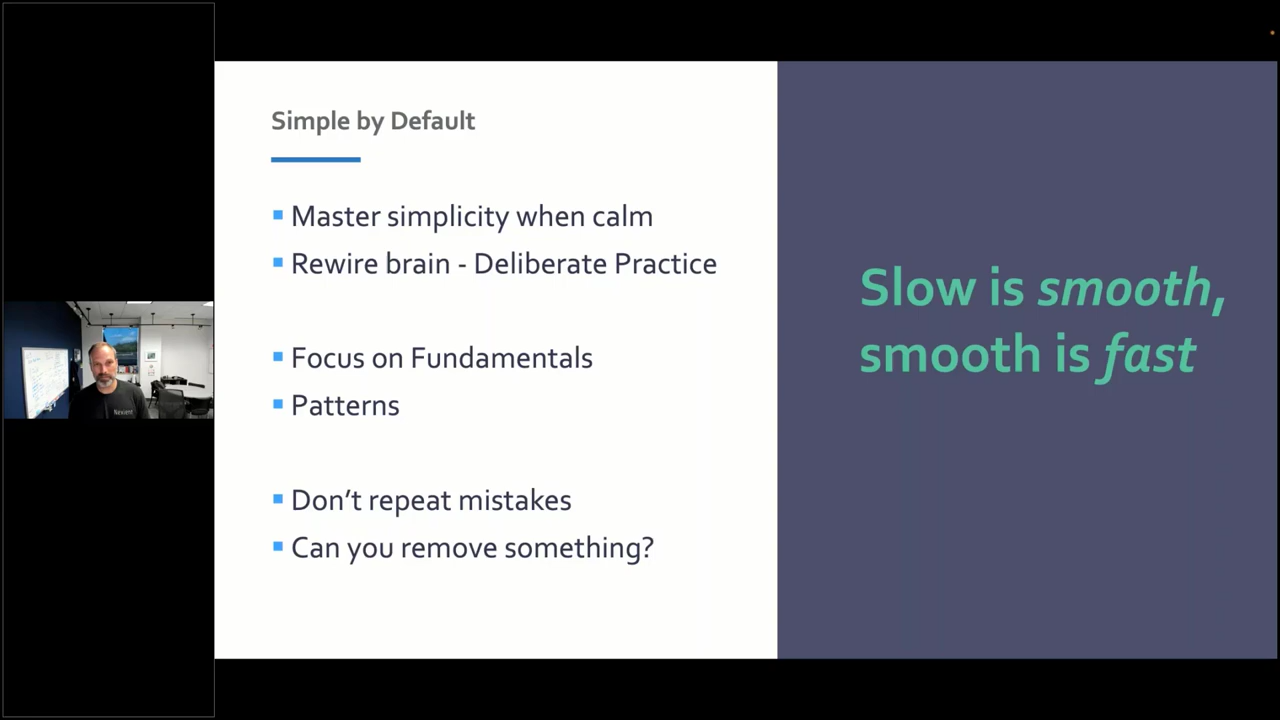 Simple by Default
Master simplicity when calm
Rewire brain - Deliberate Practice
Focus on Fundamentals
Patterns
Don't repeat mistakes
Can you remove something?
Slow is smooth,
smooth is fast
Nexient